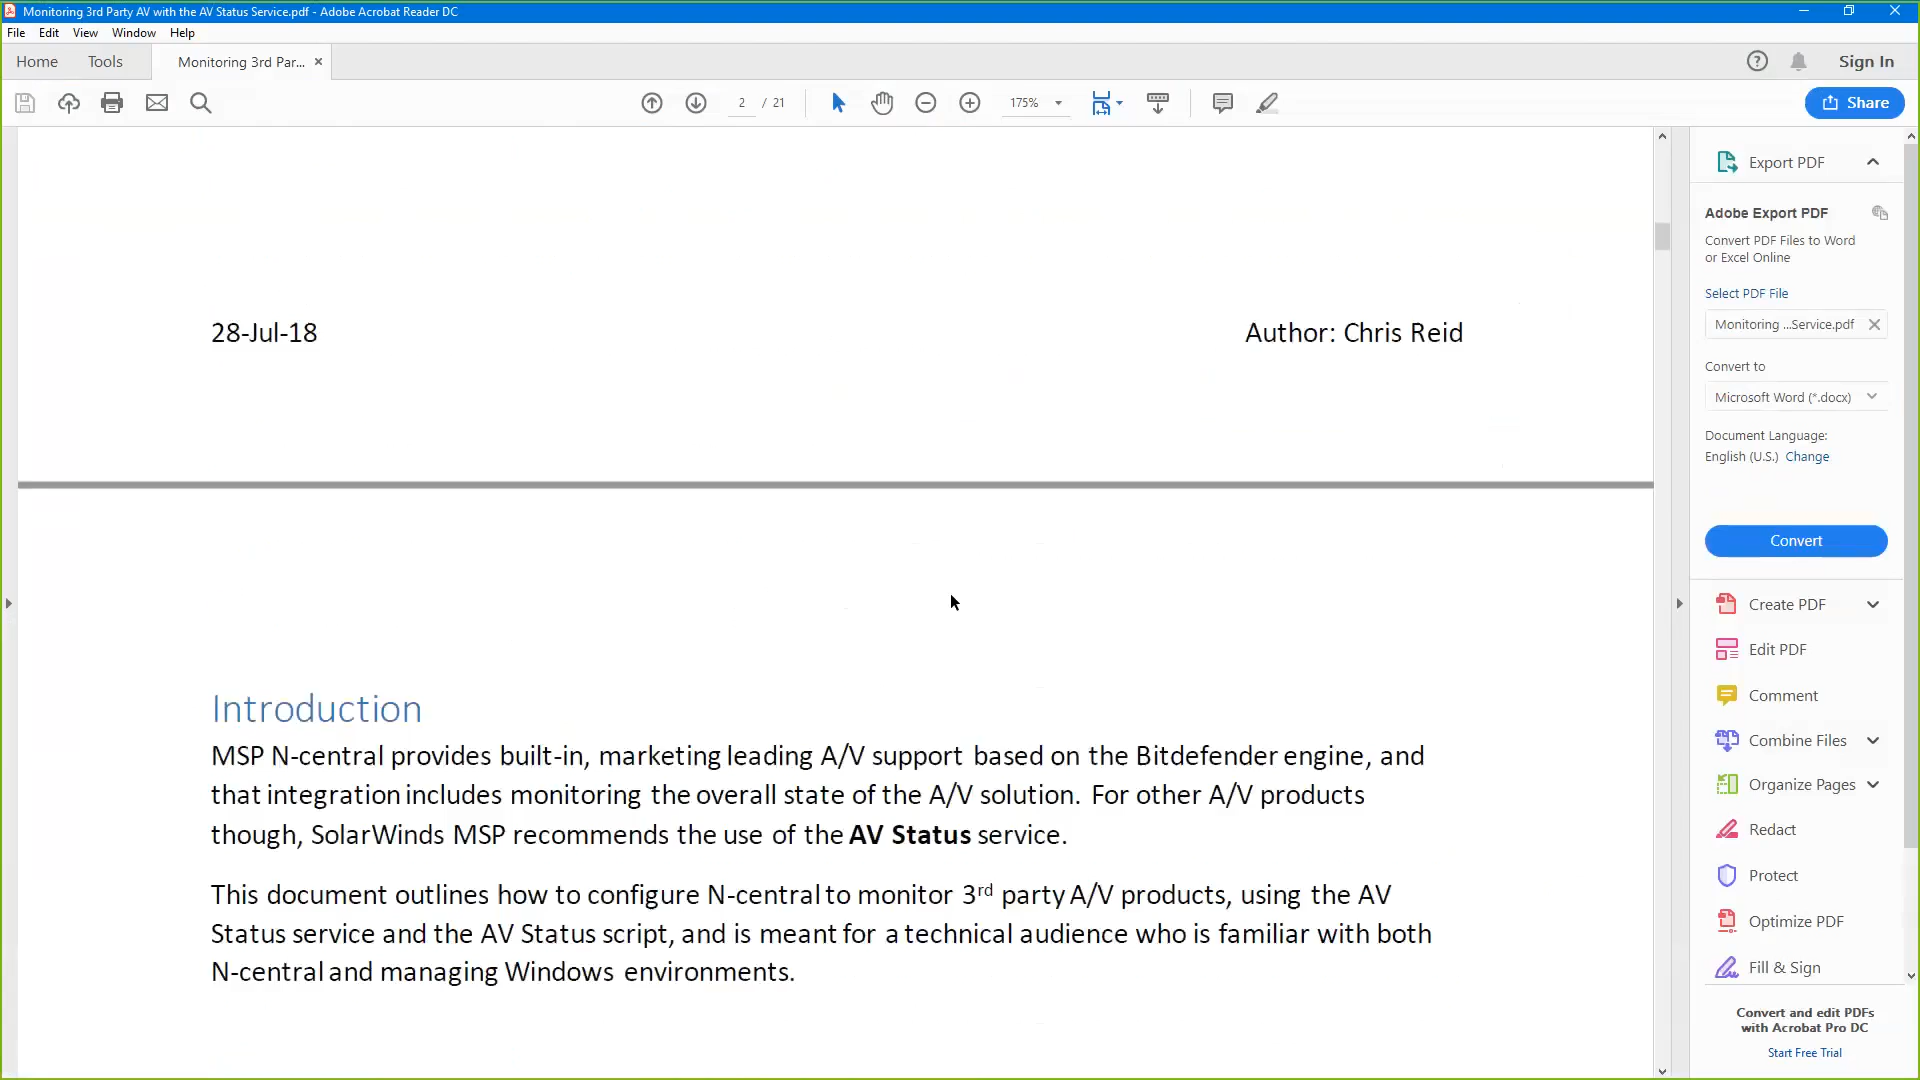 Monitoring 3rd Party AV with the AV Status Service.pdf - Adobe Acrobat Reader DC
File Edit View Window Help
Home Tools Monitoring 3rd Par... × Sign In
2 / 21 175% Share
28-Jul-18 Author: Chris Reid
Introduction
MSP N-central provides built-in, marketing leading A/V support based on the Bitdefender engine, and
that integration includes monitoring the overall state of the A/V solution. For other A/V products
though, SolarWinds MSP recommends the use of the AV Status service.
This document outlines how to configure N-central to monitor 3rd party A/V products, using the AV
Status service and the AV Status script, and is meant for a technical audience who is familiar with both
N-central and managing Windows environments.
Export PDF
Adobe Export PDF
Convert PDF Files to Word
or Excel Online
Select PDF File
Monitoring ...Service.pdf
Convert to
Microsoft Word (*.docx)
Document Language:
English (U.S.) Change
Convert
Create PDF
Edit PDF
Comment
Combine Files
Organize Pages
Redact
Protect
Optimize PDF
Fill & Sign
Convert and edit PDFs
with Acrobat Pro DC
Start Free Trial